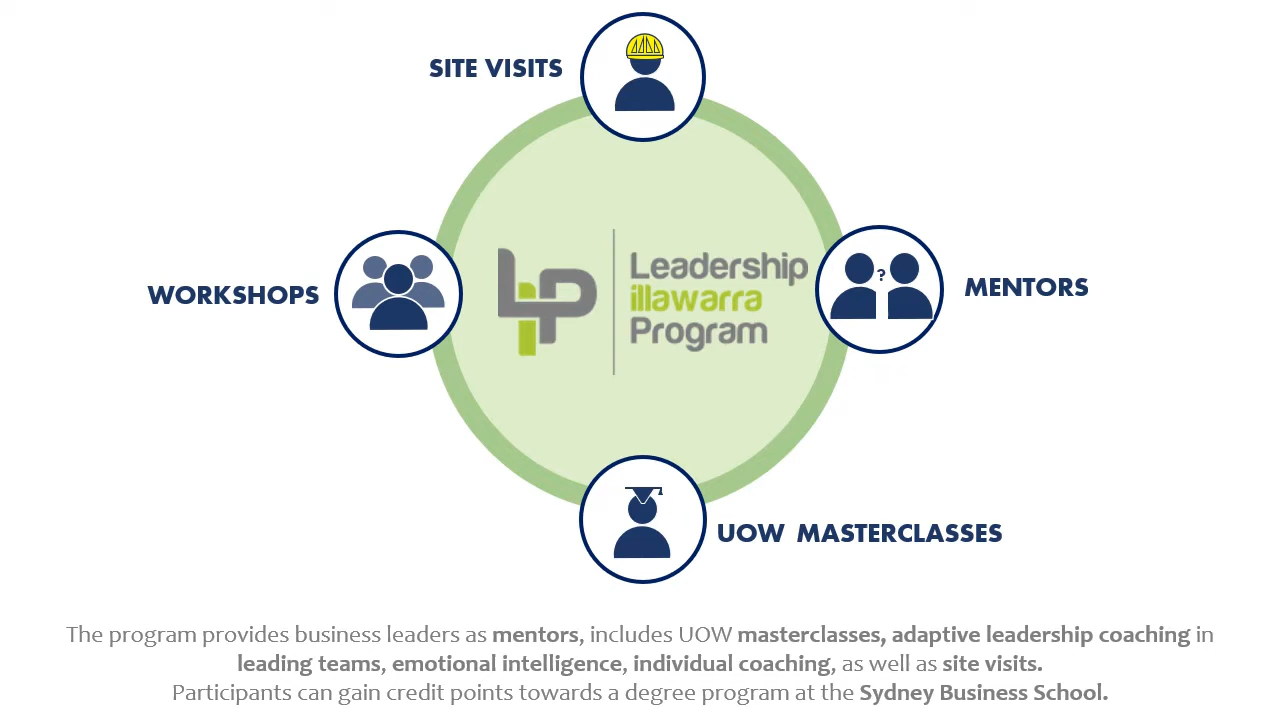 SITE VISITS
WORKSHOPS
Leadership
illawarra
Program
?
MENTORS
UOW MASTERCLASSES
The program provides business leaders as mentors, includes UOW masterclasses, adaptive leadership coaching in
leading teams, emotional intelligence, individual coaching, as well as site visits.
Participants can gain credit points towards a degree program at the Sydney Business School.